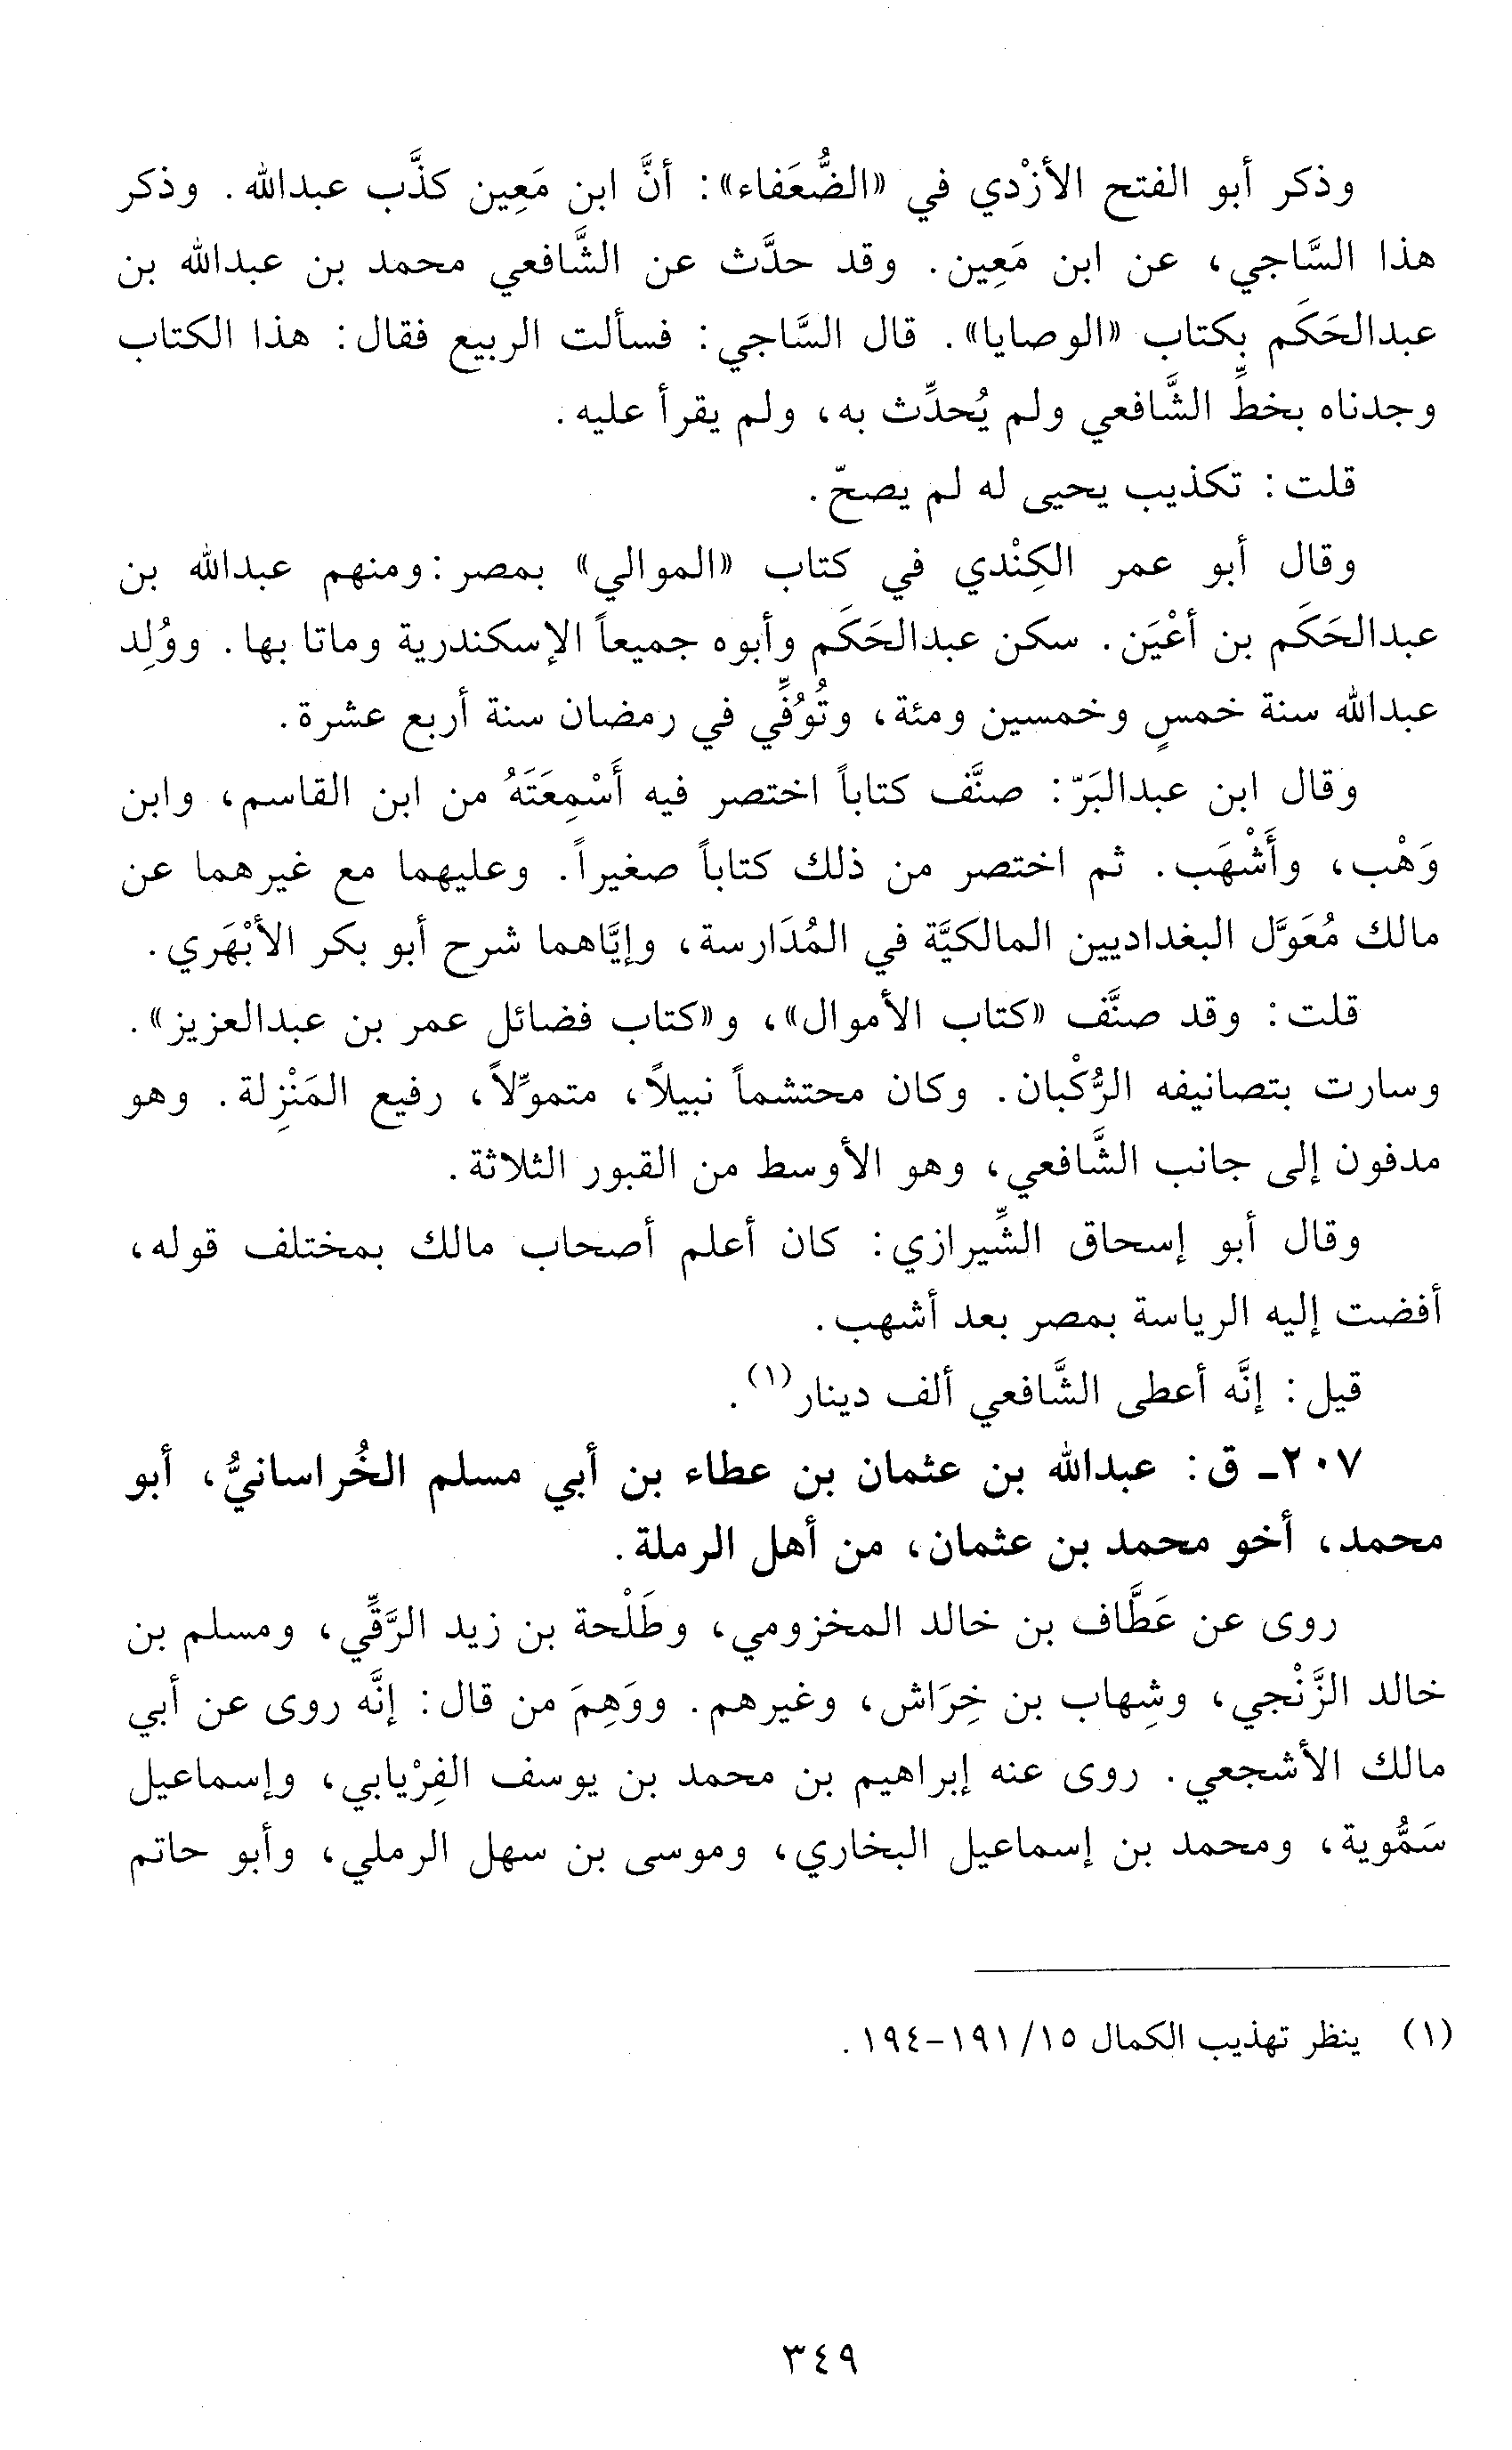 وذكر أبو الفتح الأزْدي في «الضُّعَفاء»: أنَّ ابن مَعِين كذَّب عبدالله. وذكر
هذا السَّاجي، عن ابن مَعِين. وقد حدَّث عن الشَّافعي محمد بن عبدالله بن
عبدالحَكَم بكتاب «الوصايا». قال السَّاجي: فسألت الربيع فقال: هذا الكتاب
وجدناه بخطِّ الشَّافعي ولم يُحدِّث به، ولم يقرأ عليه.
قلت: تكذيب يحيى له لم يصحّ.
وقال أبو عمر الكِنْدي في كتاب «الموالي» بمصر: ومنهم عبدالله بن
عبدالحَكَم بن أعْيَن. سكن عبدالحَكَم وأبوه جميعاً الإسكندرية وماتا بها. ووُلِد
عبدالله سنة خمسٍ وخمسين ومئة، وتُوُفِّي في رمضان سنة أربع عشرة.
وقال ابن عبدالبَرّ: صنَّف كتاباً اختصر فيه أَسْمِعَتَهُ من ابن القاسم، وابن
وَهْب، وأَشْهَب. ثم اختصر من ذلك كتاباً صغيراً. وعليهما مع غيرهما عن
مالك مُعَوَّل البغداديين المالكيَّة في المُدَارسة، وإيَّاهما شرح أبو بكر الأبْهَري.
قلت: وقد صنَّف «كتاب الأموال»، و«كتاب فضائل عمر بن عبدالعزيز».
وسارت بتصانيفه الرُّكْبان. وكان محتشماً نبيلاً، متموِّلاً، رفيع المَنْزِلة. وهو
مدفون إلى جانب الشَّافعي، وهو الأوسط من القبور الثلاثة.
وقال أبو إسحاق الشِّيرازي: كان أعلم أصحاب مالك بمختلف قوله،
أفضت إليه الرياسة بمصر بعد أشهب.
قيل: إنَّه أعطى الشَّافعي ألف دينار(١).
٢٠٧ـ ق: عبدالله بن عثمان بن عطاء بن أبي مسلم الخُراسانيُّ، أبو
محمد، أخو محمد بن عثمان، من أهل الرملة.
روى عن عَطَّاف بن خالد المخزومي، وطَلْحة بن زيد الرَّقِّي، ومسلم بن
خالد الزَّنْجي، وشِهاب بن خِرَاش، وغيرهم. ووَهِمَ من قال: إنَّه روى عن أبي
مالك الأشجعي. روى عنه إبراهيم بن محمد بن يوسف الفِرْيابي، وإسماعيل
سَمُّوية، ومحمد بن إسماعيل البخاري، وموسى بن سهل الرملي، وأبو حاتم
(١) ينظر تهذيب الكمال ١٥/ ١٩١-١٩٤.
٣٤٩